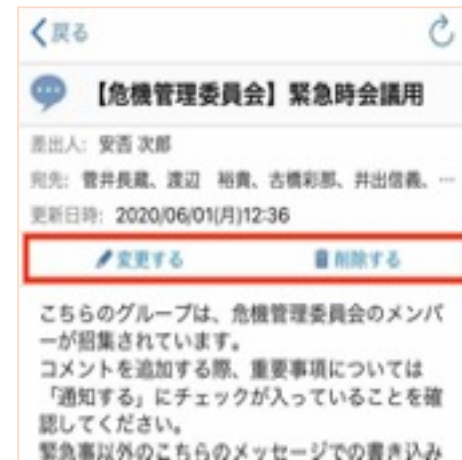 戻る
【危機管理委員会】緊急時会議用
差出人: 安否 次郎
宛先: 菅井長蔵、渡辺 裕貴、古橋彩那、井出信義、…
更新日時: 2020/06/01(月)12:36
変更する 削除する
こちらのグループは、危機管理委員会のメンバ
ーが招集されています。
コメントを追加する際、重要事項については
「通知する」にチェックが入っていることを確
認してください。
緊急事以外のこちらのメッセージでの書き込み